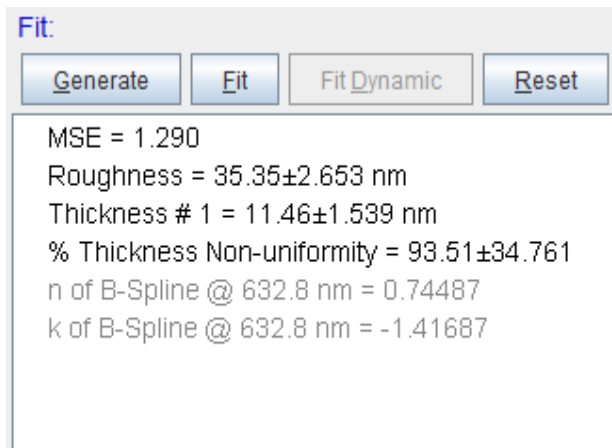 Fit:
Generate Fit Fit Dynamic Reset
MSE = 1.290
Roughness = 35.35±2.653 nm
Thickness # 1 = 11.46±1.539 nm
% Thickness Non-uniformity = 93.51±34.761
n of B-Spline @ 632.8 nm = 0.74487
k of B-Spline @ 632.8 nm = -1.41687